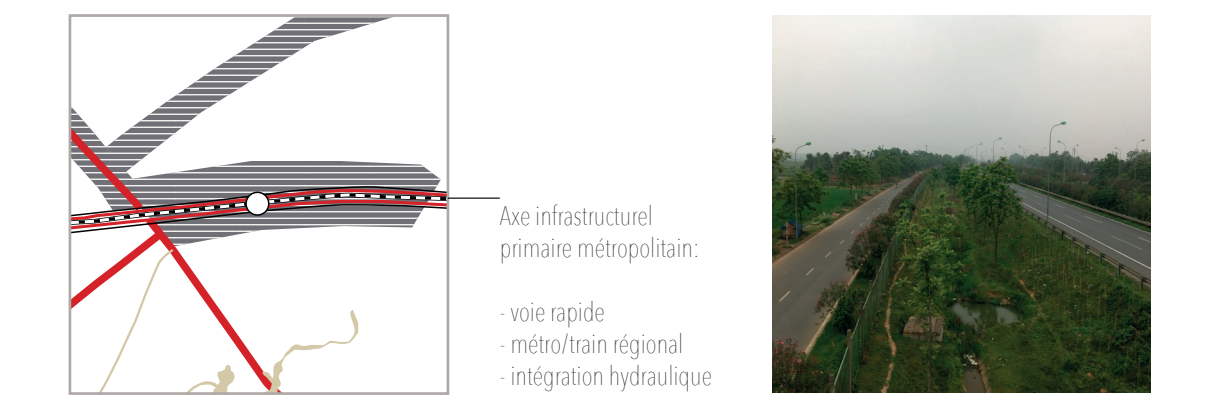 Axe infrastructurel
primaire métropolitain:
- voie rapide
- métro/train régional
- intégration hydraulique